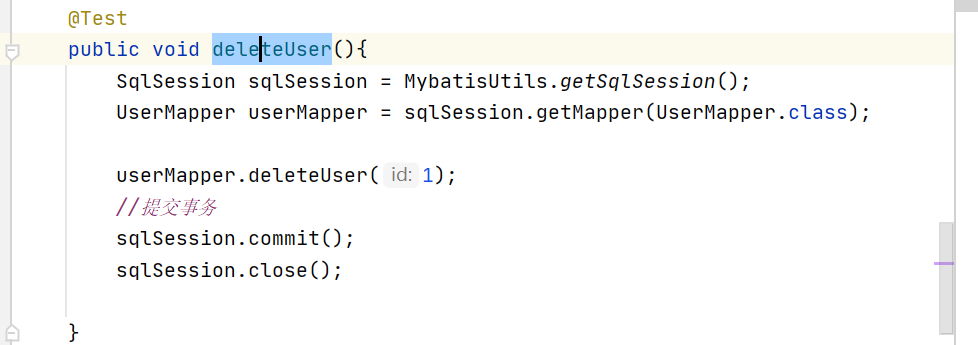 @Test
public void deleteUser(){
SqlSession sqlSession = MybatisUtils.getSqlSession();
UserMapper userMapper = sqlSession.getMapper(UserMapper.class);
userMapper.deleteUser( id: 1);
//提交事务
sqlSession.commit();
sqlSession.close();
}